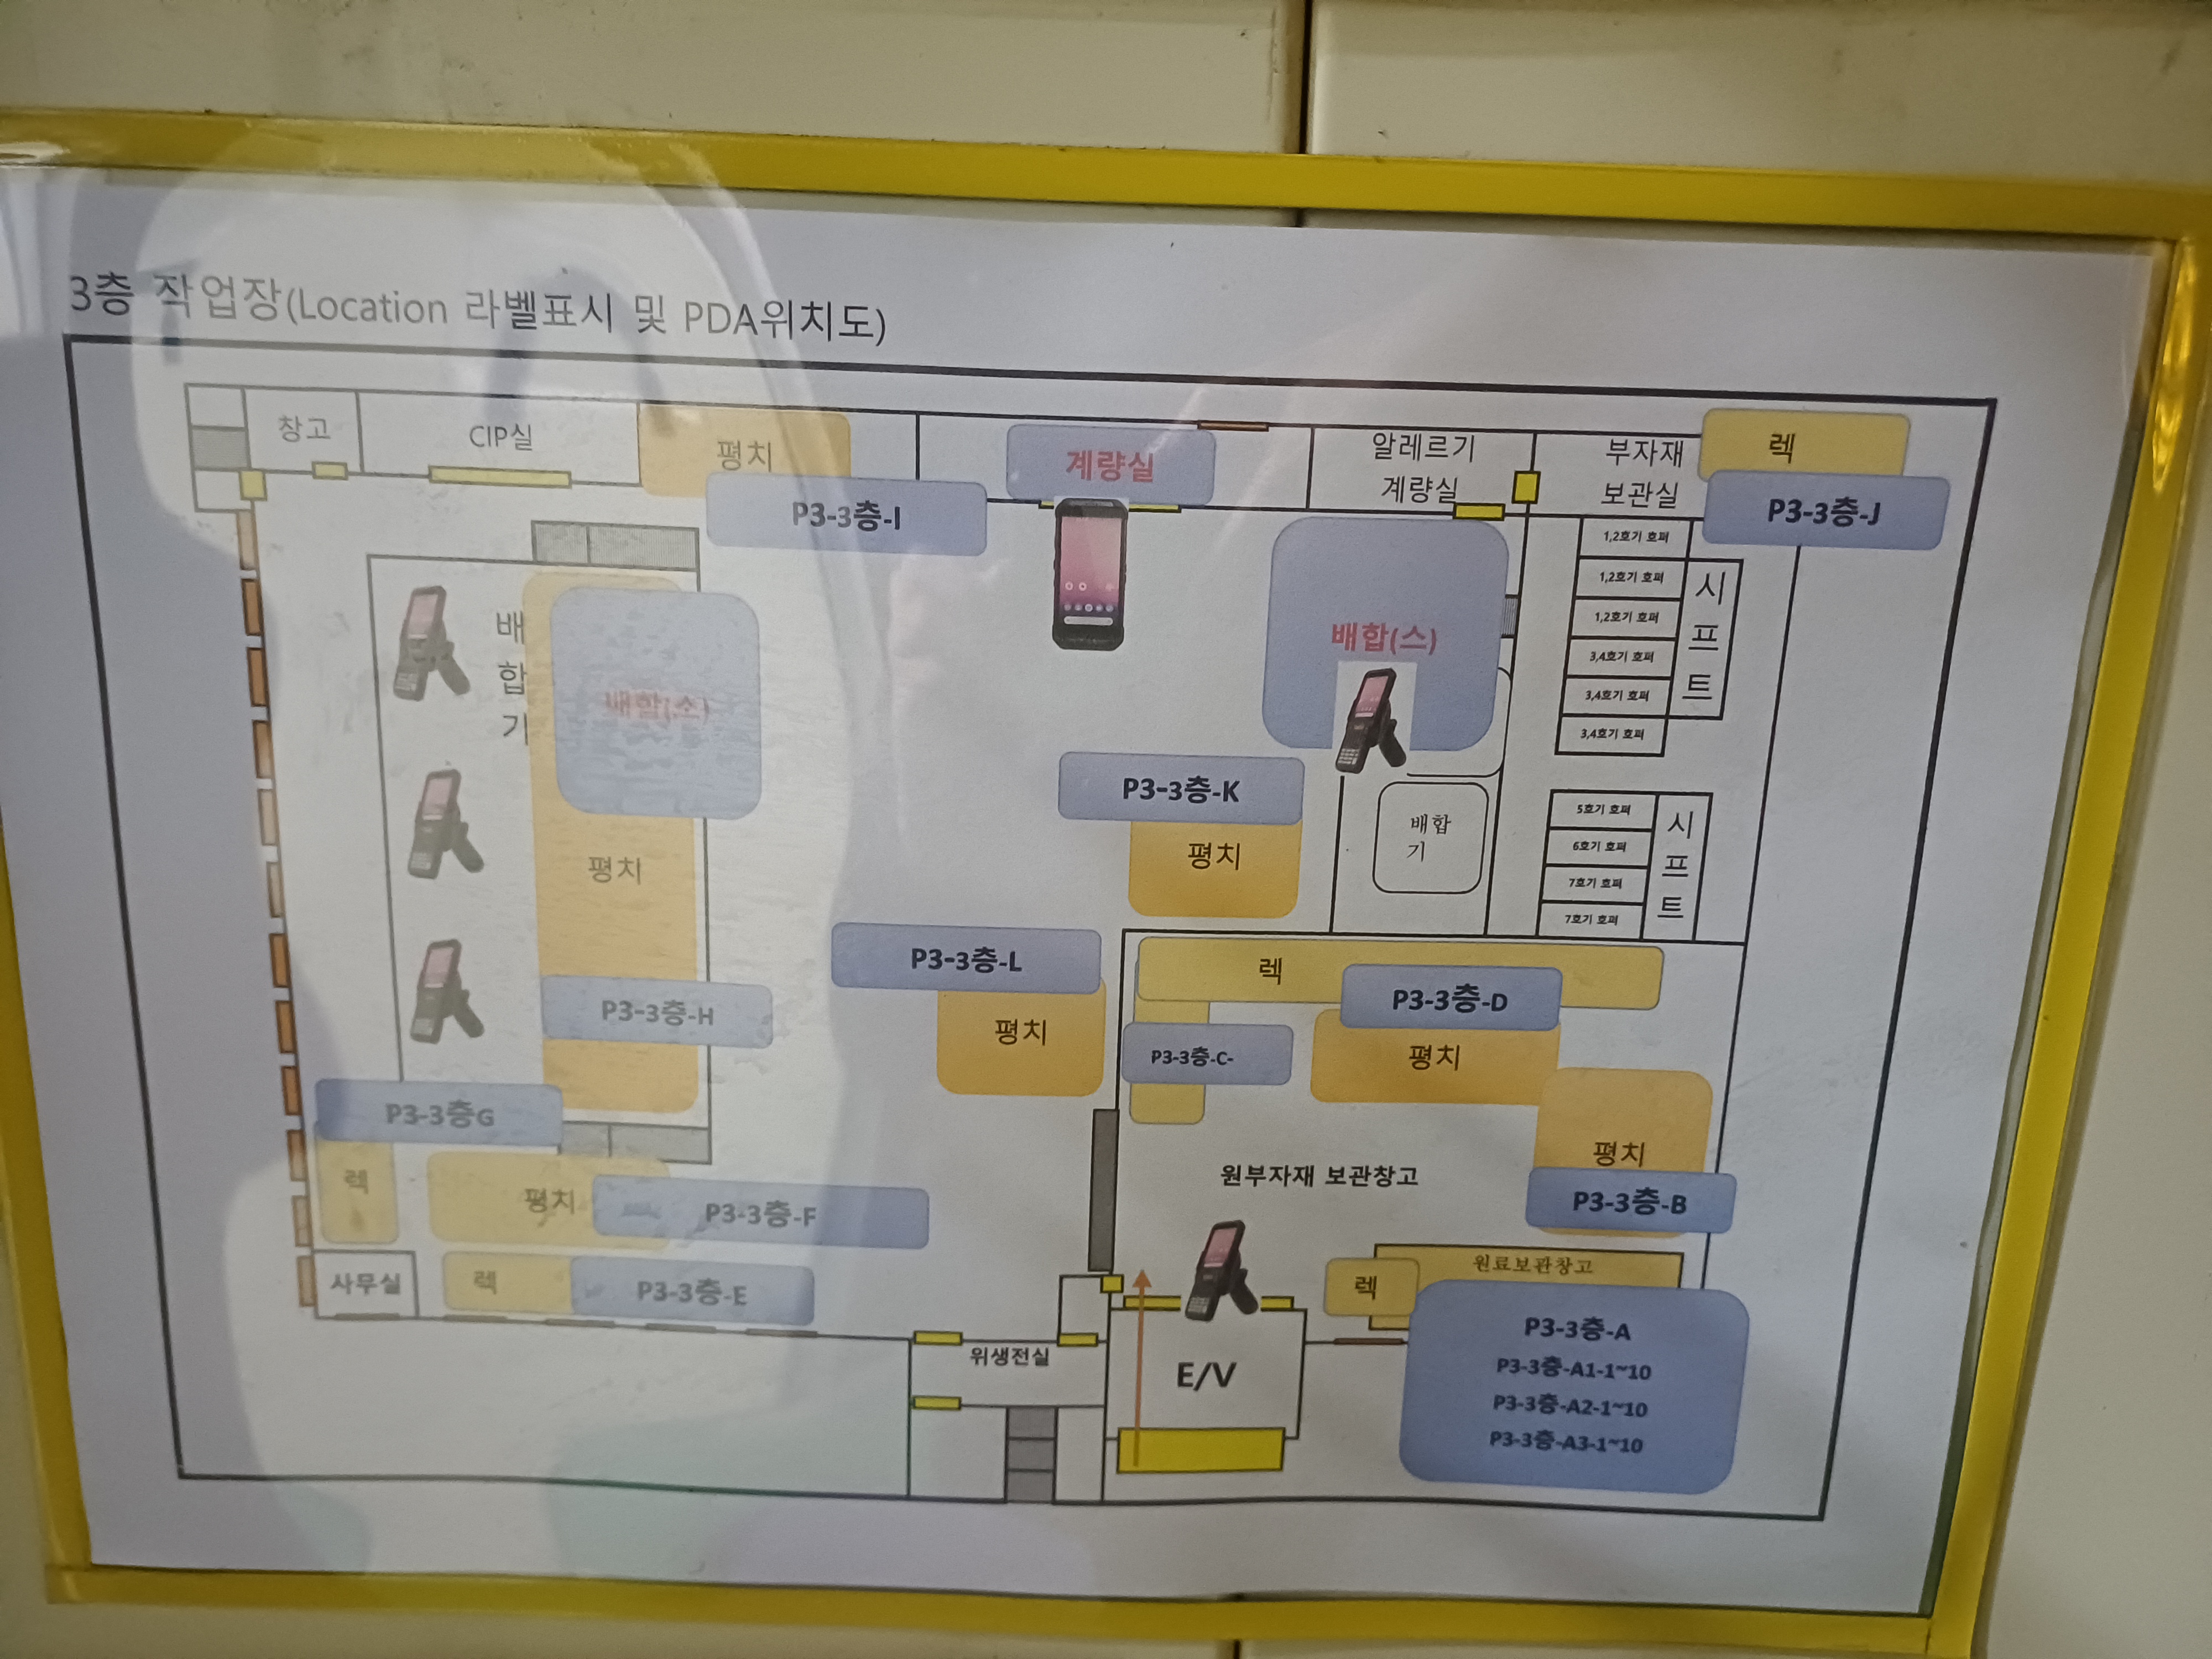 3층 작업장(Location 라벨표시 및 PDA위치도)
창고
CIP실
평치
P3-3층-I
계량실
알레르기
계량실
부자재
보관실
렉
P3-3층-J
1,2호기 호퍼
1,2호기 호퍼
1,2호기 호퍼
3,4호기 호퍼
3,4호기 호퍼
3,4호기 호퍼
시
프
트
배
합
기
배합(소)
평치
배합(스)
P3-3층-K
평치
배합
기
5호기 호퍼
6호기 호퍼
7호기 호퍼
7호기 호퍼
시
프
트
P3-3층-L
평치
렉
P3-3층-D
평치
P3-3층-C-
P3-3층-H
P3-3층G
렉
평치
P3-3층-F
평치
P3-3층-B
원부자재 보관창고
사무실
렉
P3-3층-E
위생전실
E/V
렉
원료보관창고
P3-3층-A
P3-3층-A1-1~10
P3-3층-A2-1~10
P3-3층-A3-1~10